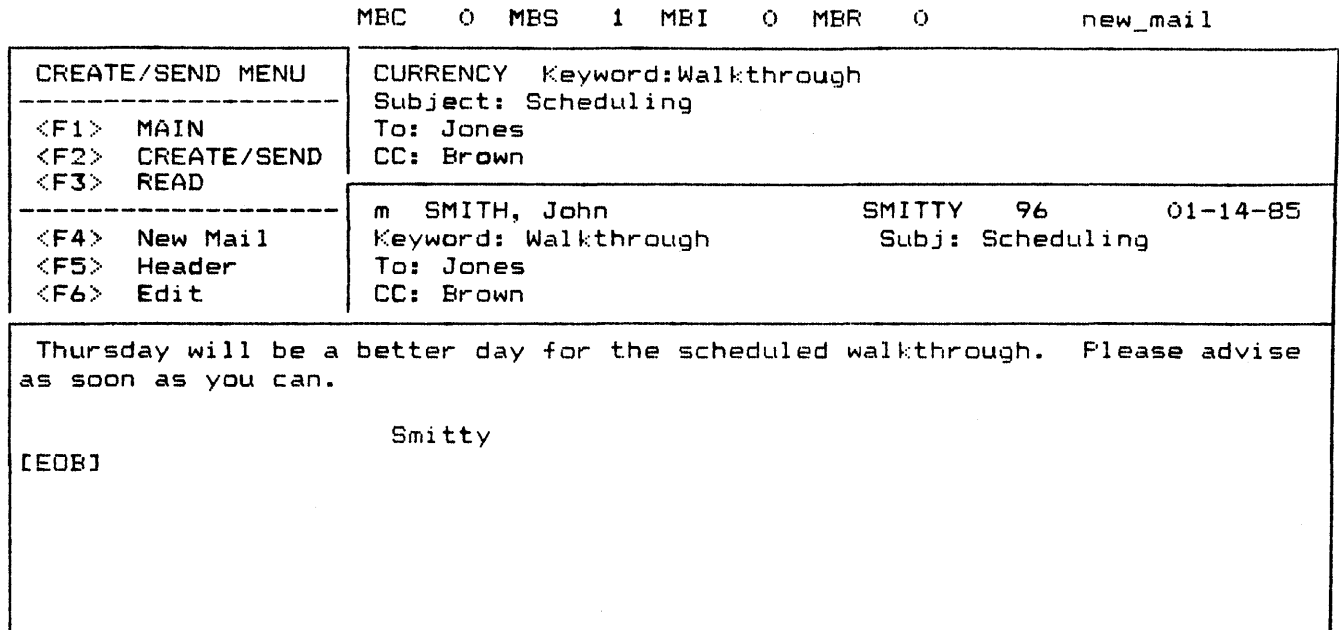 MBC 0 MBS 1 MBI 0 MBR 0 new_mail
CREATE/SEND MENU
--------------------
<F1> MAIN
<F2> CREATE/SEND
<F3> READ
--------------------
<F4> New Mail
<F5> Header
<F6> Edit
CURRENCY Keyword:Walkthrough
Subject: Scheduling
To: Jones
CC: Brown
m SMITH, John SMITTY 96 01-14-85
Keyword: Walkthrough Subj: Scheduling
To: Jones
CC: Brown
Thursday will be a better day for the scheduled walkthrough. Please advise
as soon as you can.
Smitty
[EOB]